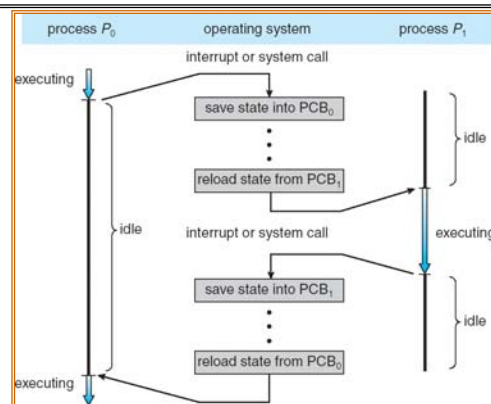 process P0 operating system process P1
interrupt or system call
executing
save state into PCB0
idle
reload state from PCB1
idle
interrupt or system call
executing
save state into PCB1
idle
reload state from PCB0
executing